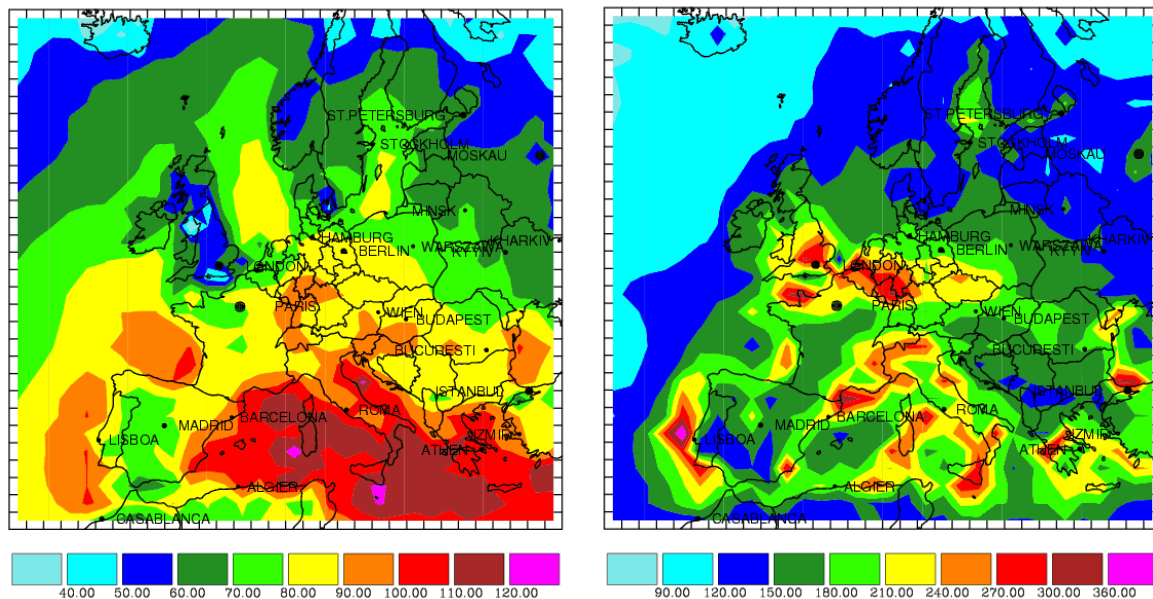 ST.PETERSBURG
STOCKHOLM
MOSKAU
MINSK
HAMBURG
BERLIN
WARSZAWA
KHARKIV
KYYIV
LONDON
PARIS
WIEN
BUDAPEST
BUCURESTI
ISTANBUL
BARCELONA
ROMA
MADRID
LISBOA
IZMIR
ATHEN
ALGIER
CASABLANCA
40.00 50.00 60.00 70.00 80.00 90.00 100.00 110.00 120.00
ST.PETERSBURG
STOCKHOLM
MOSKAU
MINSK
HAMBURG
BERLIN
WARSZAWA
KHARKIV
KYYIV
LONDON
PARIS
WIEN
BUDAPEST
BUCURESTI
ISTANBUL
BARCELONA
ROMA
MADRID
LISBOA
IZMIR
ATHEN
ALGIER
CASABLANCA
90.00 120.00 150.00 180.00 210.00 240.00 270.00 300.00 360.00